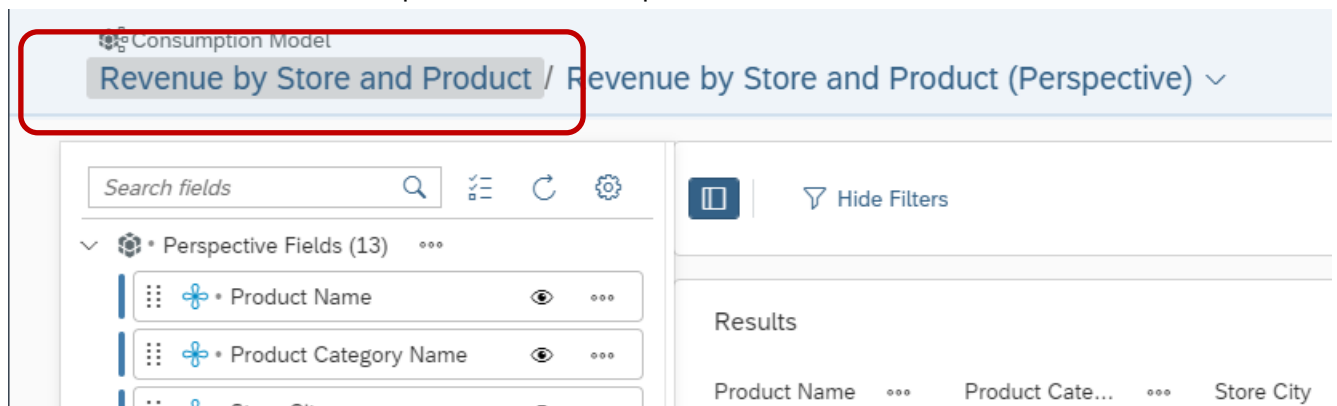 Consumption Model
Revenue by Store and Product / Revenue by Store and Product (Perspective)
Search fields
Hide Filters
Perspective Fields (13)
Product Name
Product Category Name
Results
Product Name Product Cate... Store City